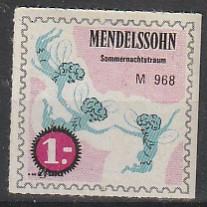 MENDELSSOHN
Sommernachtstraum
M 968
1.-